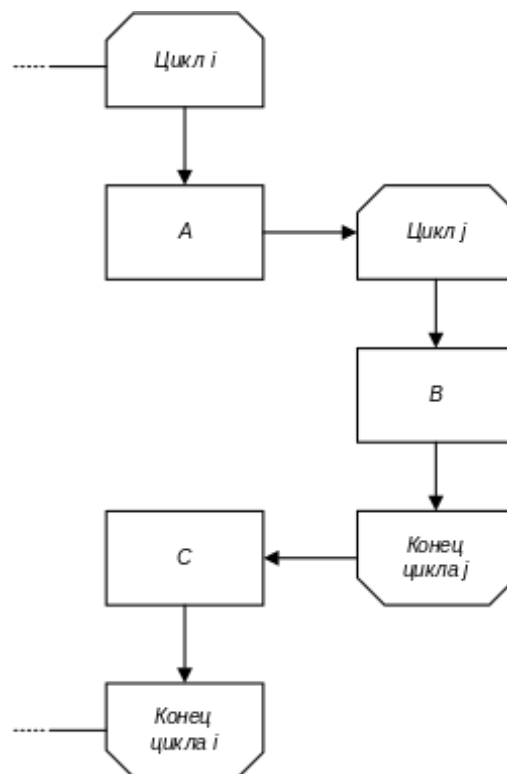 Цикл i
A
Цикл j
B
Конец
цикла j
C
Конец
цикла i